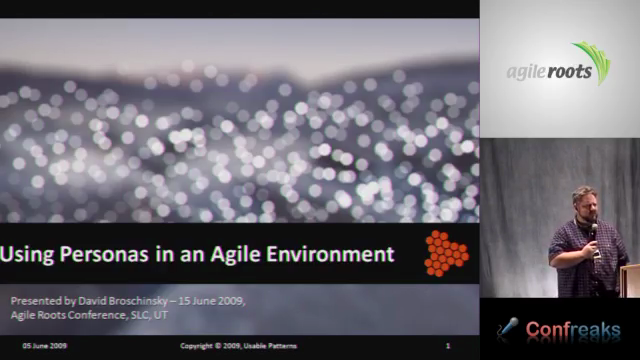 Using Personas in an Agile Environment
Presented by David Broschinsky – 15 June 2009,
Agile Roots Conference, SLC, UT
05 June 2009
Copyright © 2009, Usable Patterns
1
agile roots
Confreaks